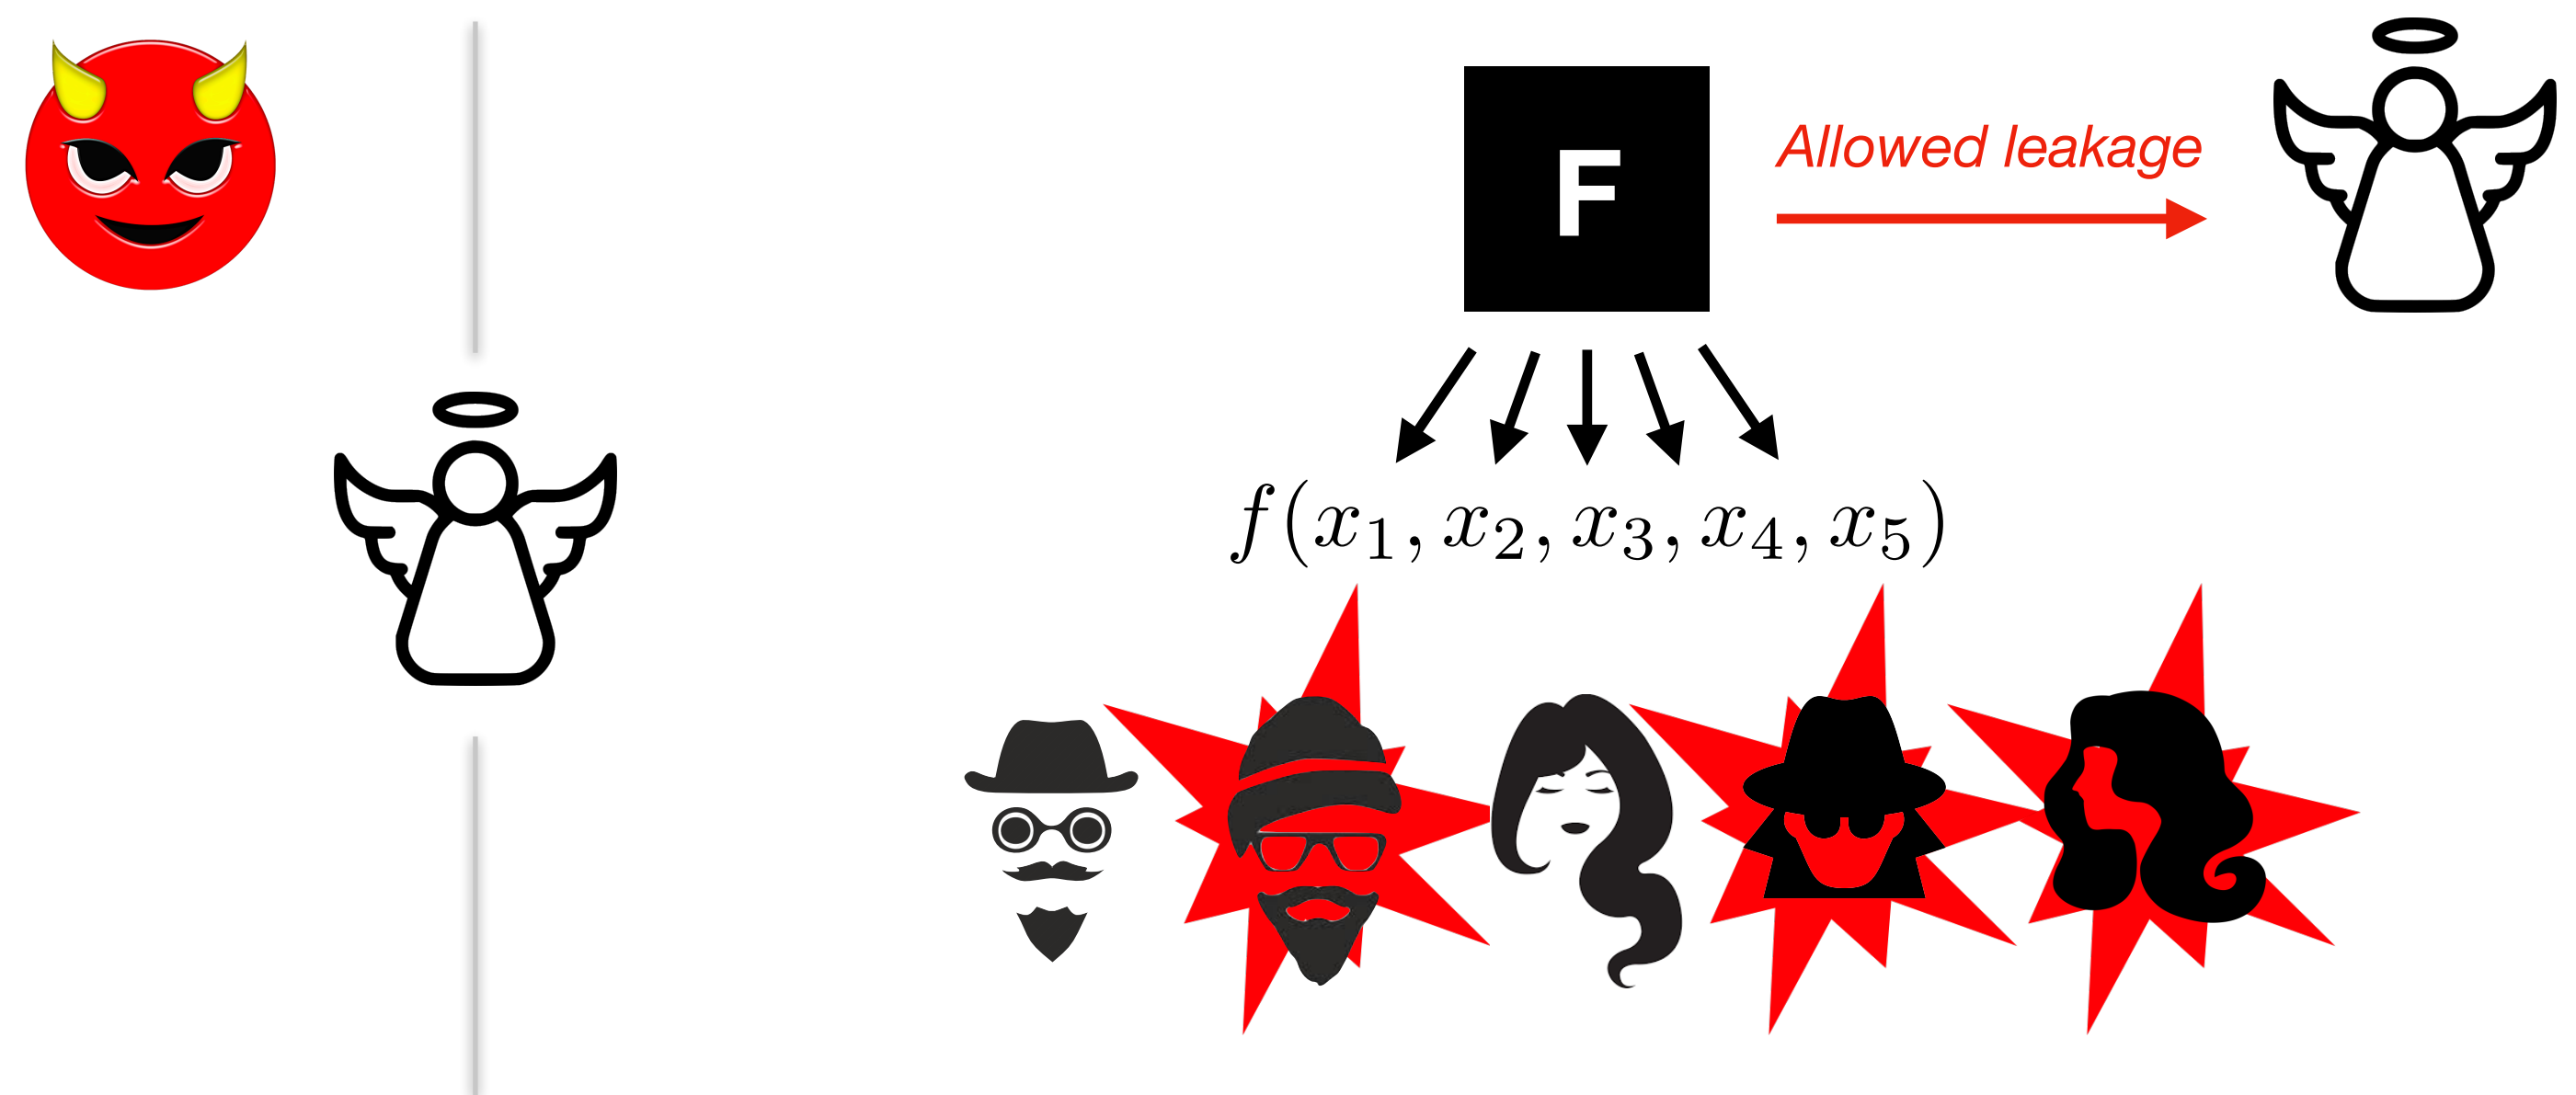 F
Allowed leakage
f(x₁, x₂, x₃, x₄, x₅)